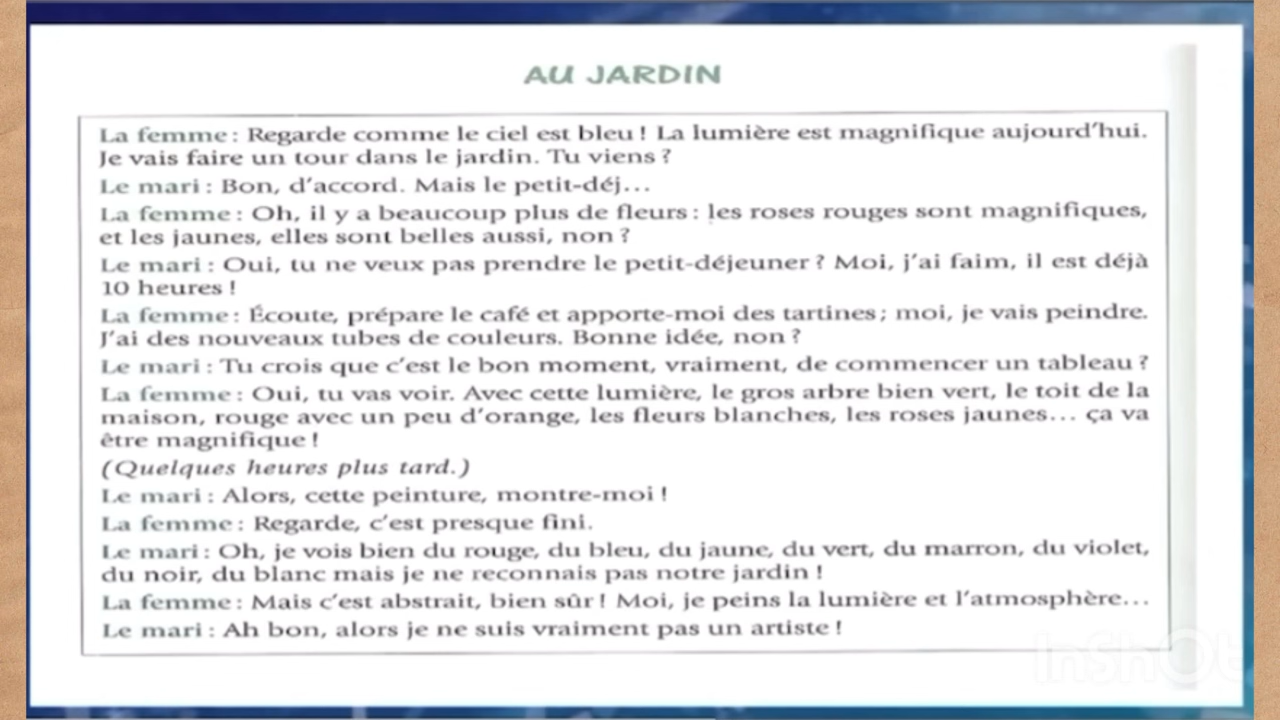 AU JARDIN
La femme : Regarde comme le ciel est bleu ! La lumière est magnifique aujourd'hui.
Je vais faire un tour dans le jardin. Tu viens ?
Le mari : Bon, d'accord. Mais le petit-déj...
La femme : Oh, il y a beaucoup plus de fleurs : les roses rouges sont magnifiques,
et les jaunes, elles sont belles aussi, non ?
Le mari : Oui, tu ne veux pas prendre le petit-déjeuner ? Moi, j'ai faim, il est déjà
10 heures !
La femme : Écoute, prépare le café et apporte-moi des tartines ; moi, je vais peindre.
J'ai des nouveaux tubes de couleurs. Bonne idée, non ?
Le mari : Tu crois que c'est le bon moment, vraiment, de commencer un tableau ?
La femme : Oui, tu vas voir. Avec cette lumière, le gros arbre bien vert, le toit de la
maison, rouge avec un peu d'orange, les fleurs blanches, les roses jaunes... ça va
être magnifique !
(Quelques heures plus tard.)
Le mari : Alors, cette peinture, montre-moi !
La femme : Regarde, c'est presque fini.
Le mari : Oh, je vois bien du rouge, du bleu, du jaune, du vert, du marron, du violet,
du noir, du blanc mais je ne reconnais pas notre jardin !
La femme : Mais c'est abstrait, bien sûr ! Moi, je peins la lumière et l'atmosphère...
Le mari : Ah bon, alors je ne suis vraiment pas un artiste !
InShOt